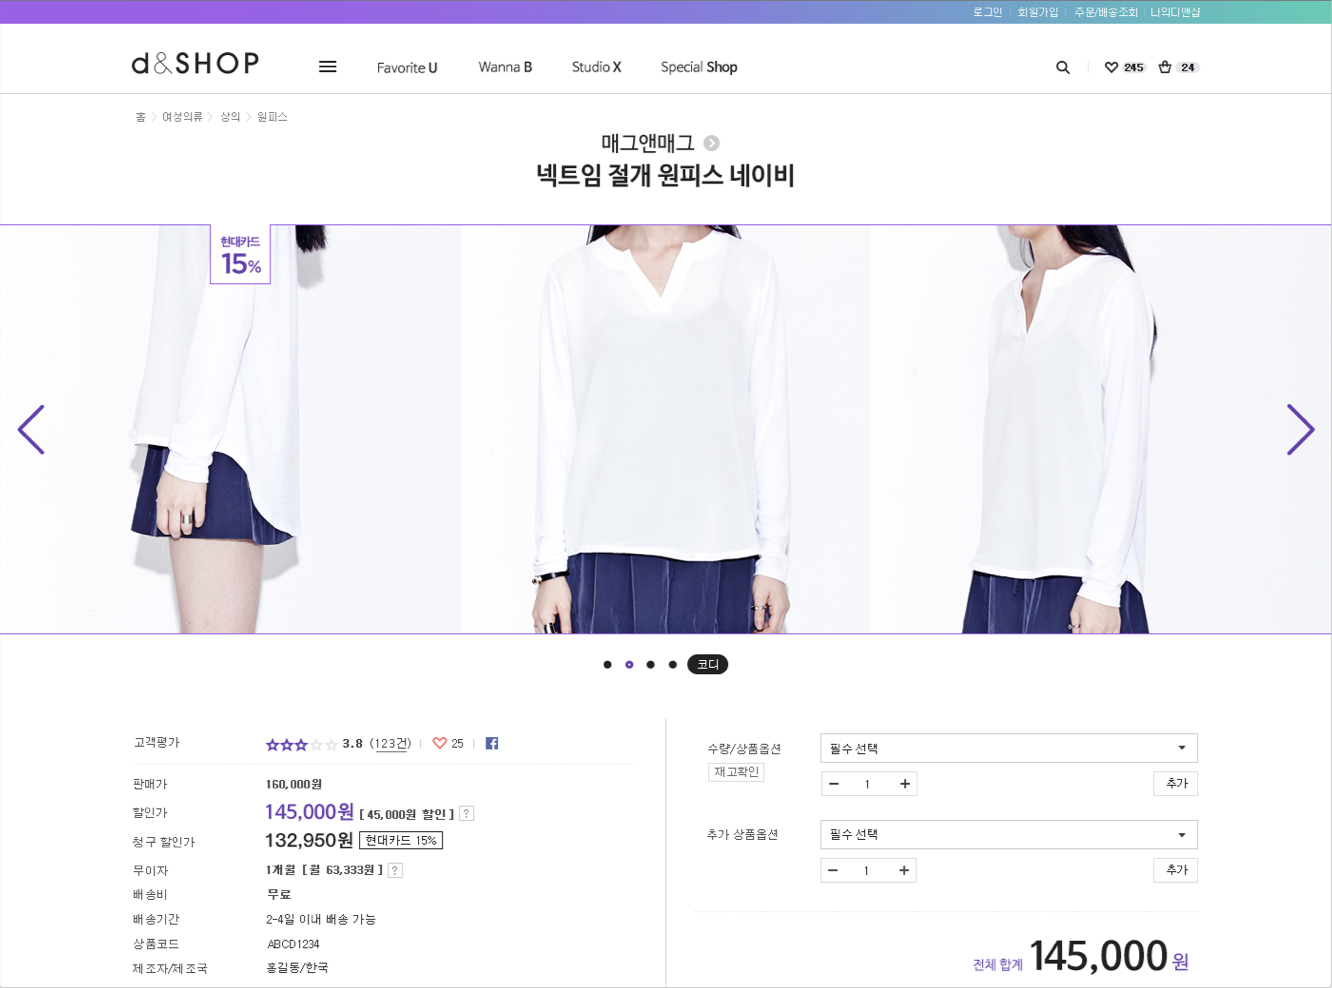 로그인 회원가입 주문/배송조회 나의디앤샵
d&SHOP Favorite U Wanna B Studio X Special Shop 245 24
홈 > 여성의류 > 상의 > 원피스
매그앤매그
넥트임 절개 원피스 네이비
현대카드
15%
코디
고객평가 3.8 (123건) 25
판매가 160,000원
할인가 145,000원 [ 45,000원 할인 ] ?
청구 할인가 132,950원 현대카드 15%
무이자 1개월 [ 월 63,333원 ] ?
배송비 무료
배송기간 2-4일 이내 배송 가능
상품코드 ABCD1234
제조자/제조국 홍길동/한국
수량/상품옵션 필수 선택
재고확인 - 1 + 추가
추가 상품옵션 필수 선택
- 1 + 추가
전체 합계 145,000 원